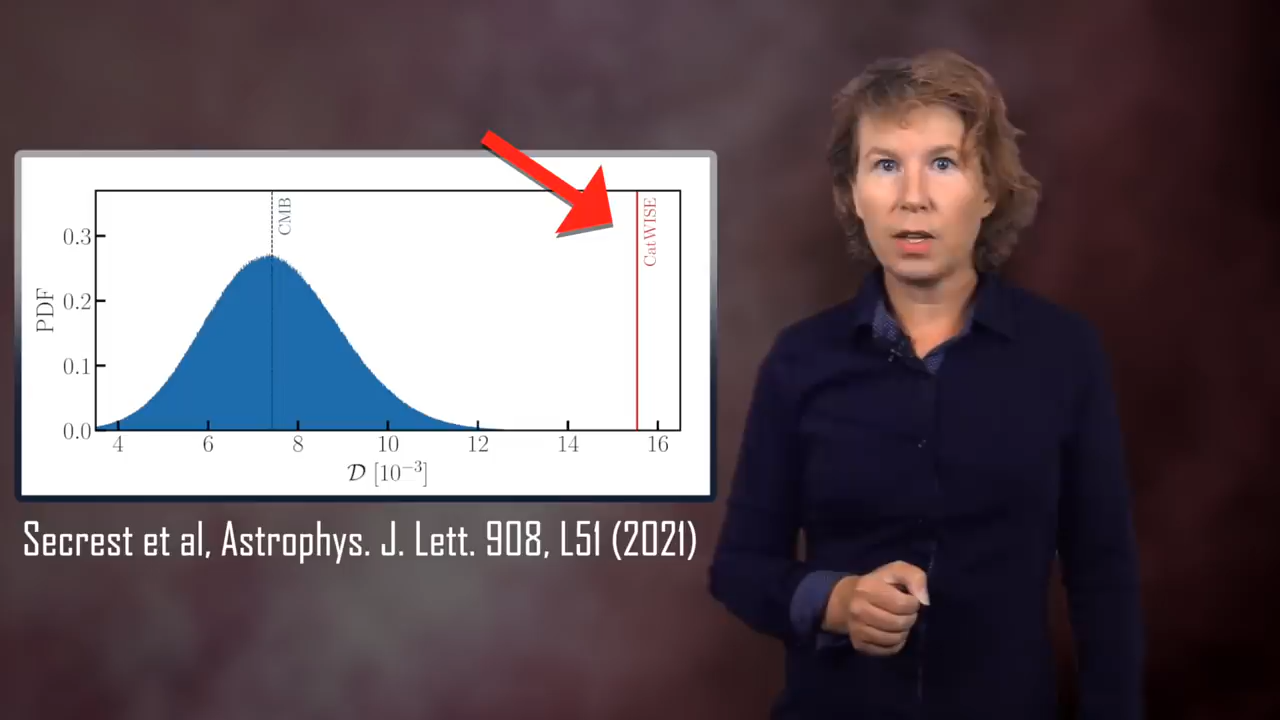 CMB
CatWISE
PDF
0.3
0.2
0.1
0.0
4 6 8 10 12 14 16
𝒟 [10⁻³]
Secrest et al, Astrophys. J. Lett. 908, L51 (2021)